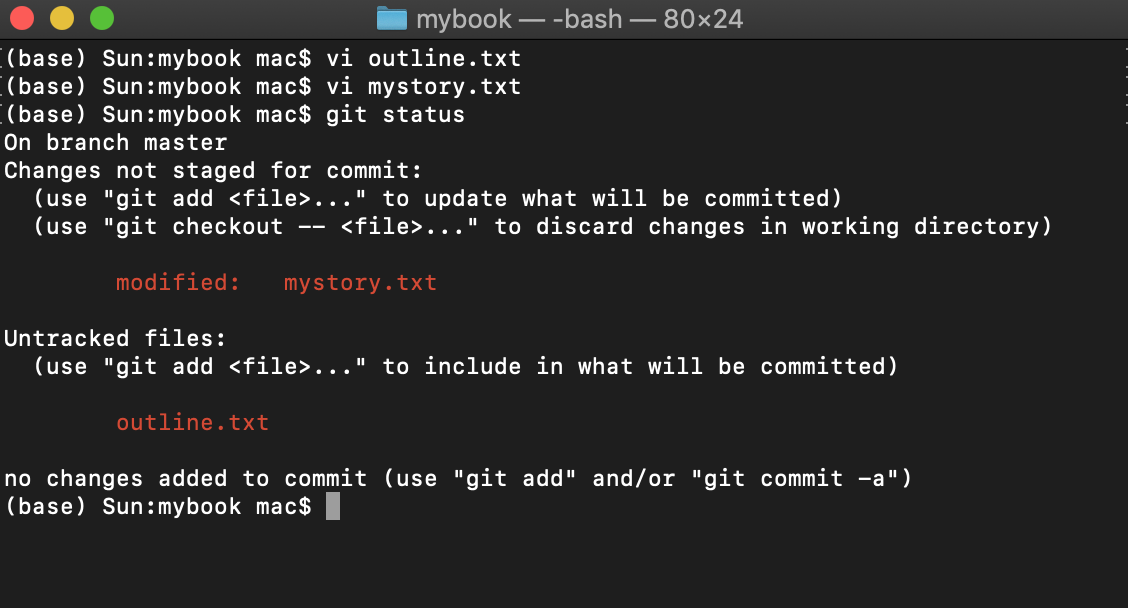 mybook — -bash — 80×24
(base) Sun:mybook mac$ vi outline.txt
(base) Sun:mybook mac$ vi mystory.txt
(base) Sun:mybook mac$ git status
On branch master
Changes not staged for commit:
  (use "git add <file>..." to update what will be committed)
  (use "git checkout -- <file>..." to discard changes in working directory)
        modified:   mystory.txt
Untracked files:
  (use "git add <file>..." to include in what will be committed)
        outline.txt
no changes added to commit (use "git add" and/or "git commit -a")
(base) Sun:mybook mac$